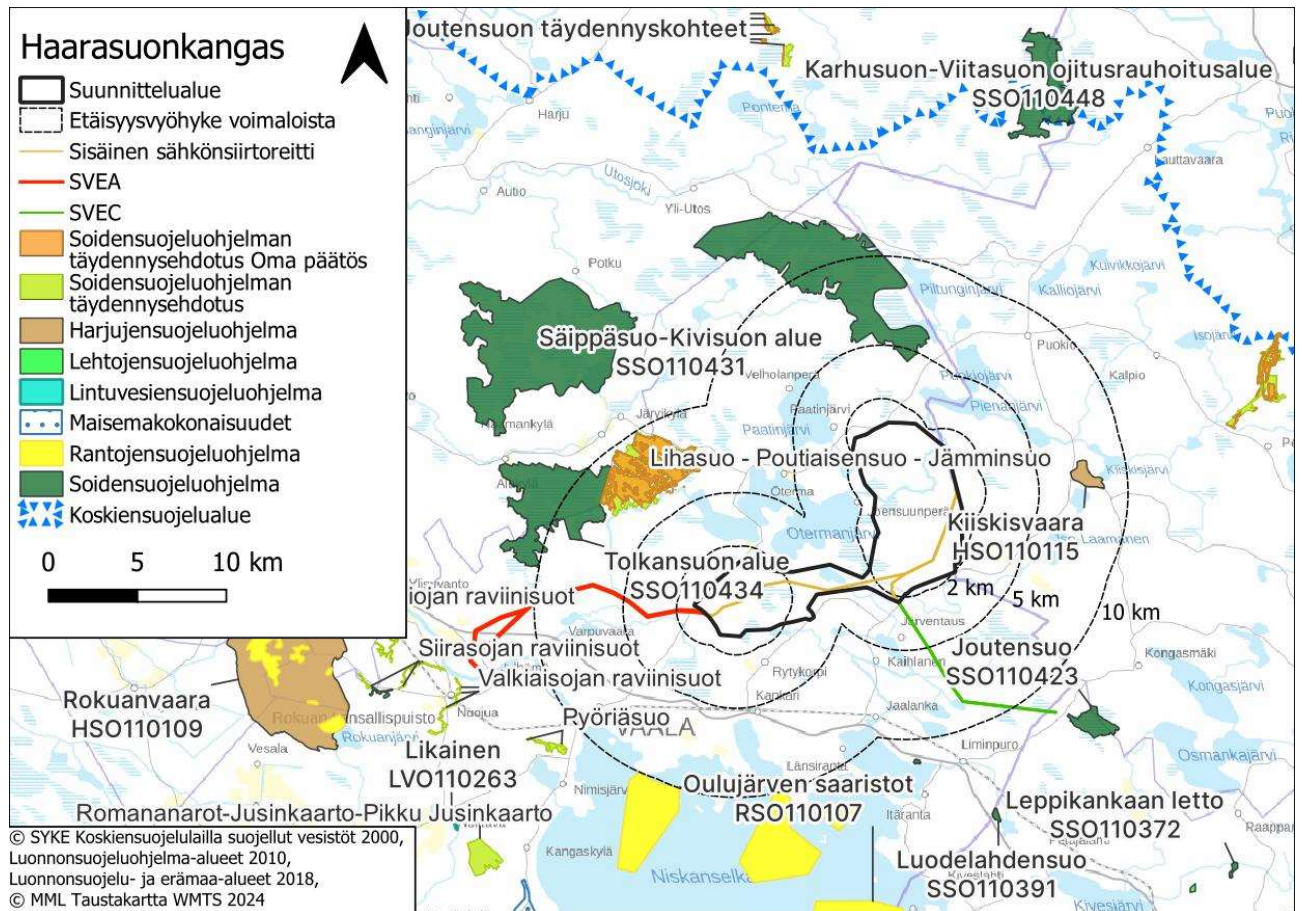 Haarasuonkangas
Suunnittelualue
Etäisyysvyöhyke voimaloista
Sisäinen sähkönsiirtoreitti
SVEA
SVEC
Soidensuojeluohjelman
täydennysehdotus Oma päätös
Soidensuojeluohjelman
täydennysehdotus
Harjujensuojeluohjelma
Lehtojensuojeluohjelma
Lintuvesiensuojeluohjelma
Maisemakokonaisuudet
Rantojensuojeluohjelma
Soidensuojeluohjelma
Koskiensuojelualue
0 5 10 km
Joutensuon täydennyskohteet
Karhusuon-Viitasuon ojitusrauhoitusalue
SSO110448
Harju
Pontema
Lauttavaara
Utosjoki
Autio
Yli-Utos
Potku
Kuivikkojärvi
Piltunginjärvi
Kalliojärvi
Isojärvi
Säippäsuo-Kivisuon alue
SSO110431
Puokio
Velholanperä
Kalpio
Pienanjärvi
Järvikylä
Paatinjärvi
Paatinjärvi
Lihasuo - Poutiaisensuo - Jämminsuo
Kiiskisjärvi
Oterma
Otermanjärvi
Kiiskisvaara
HSO110115
Tolkansuon alue
SSO110434
2 km
5 km
10 km
iojan raviinisuot
Varpuvaara
Järventaus
Siirasojan raviinisuot
Kaihlanen
Joutensuo
SSO110423
Rytykorpi
Kongasmäki
Kongasjärvi
Valkiaisojan raviinisuot
Kankari
Rokuanvaara
HSO110109
Nuojua
Pyöriäsuo
VAALA
Jaalanka
Rokuanjärvi
Vesala
Liminpuro
Osmankajärvi
Likainen
LVO110263
Länsiranta
Nimisjärvi
Oulujärven saaristot
RSO110107
Itäranta
Leppikankaan letto
SSO110372
Romananarot-Jusinkaarto-Pikku Jusinkaarto
Kangaskylä
Luodelahdensuo
SSO110391
Niskanselkä
Kivesjärvi
© SYKE Koskiensuojelulailla suojellut vesistöt 2000,
Luonnonsuojeluohjelma-alueet 2010,
Luonnonsuojelu- ja erämaa-alueet 2018,
© MML Taustakartta WMTS 2024